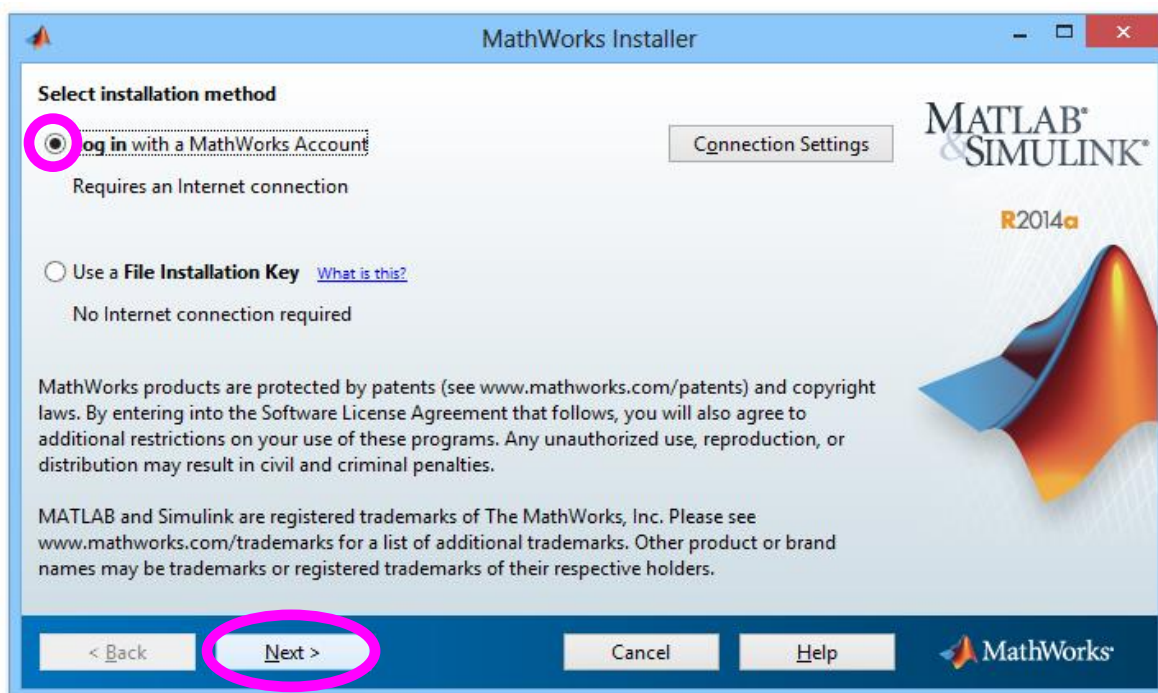 MathWorks Installer
Select installation method
og in with a MathWorks Account
Connection Settings
Requires an Internet connection
Use a File Installation Key What is this?
No Internet connection required
MathWorks products are protected by patents (see www.mathworks.com/patents) and copyright
laws. By entering into the Software License Agreement that follows, you will also agree to
additional restrictions on your use of these programs. Any unauthorized use, reproduction, or
distribution may result in civil and criminal penalties.
MATLAB and Simulink are registered trademarks of The MathWorks, Inc. Please see
www.mathworks.com/trademarks for a list of additional trademarks. Other product or brand
names may be trademarks or registered trademarks of their respective holders.
MATLAB®
&SIMULINK®
R2014a
< Back
Next >
Cancel
Help
MathWorks®